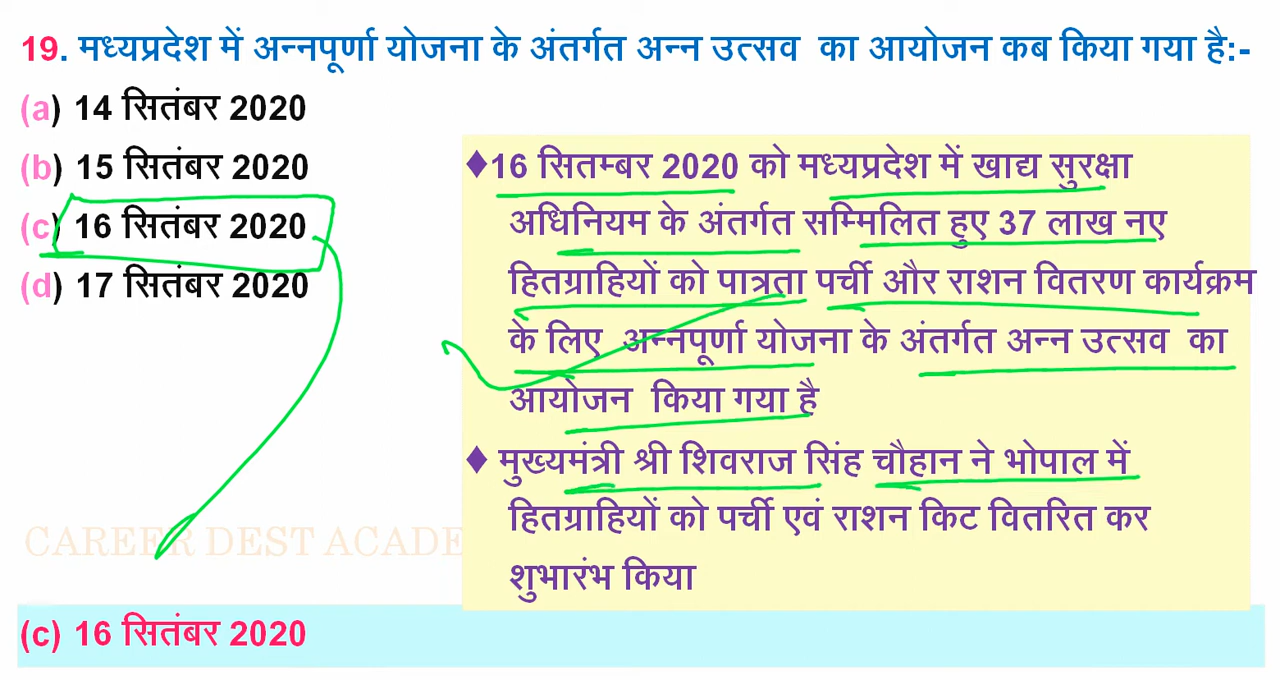 19. मध्यप्रदेश में अन्नपूर्णा योजना के अंतर्गत अन्न उत्सव का आयोजन कब किया गया है:-
(a) 14 सितंबर 2020
(b) 15 सितंबर 2020
(c) 16 सितंबर 2020
(d) 17 सितंबर 2020
♦16 सितम्बर 2020 को मध्यप्रदेश में खाद्य सुरक्षा
अधिनियम के अंतर्गत सम्मिलित हुए 37 लाख नए
हितग्राहियों को पात्रता पर्ची और राशन वितरण कार्यक्रम
के लिए अन्नपूर्णा योजना के अंतर्गत अन्न उत्सव का
आयोजन किया गया है
♦ मुख्यमंत्री श्री शिवराज सिंह चौहान ने भोपाल में
हितग्राहियों को पर्ची एवं राशन किट वितरित कर
शुभारंभ किया
CAREER DEST ACADE
(c) 16 सितंबर 2020